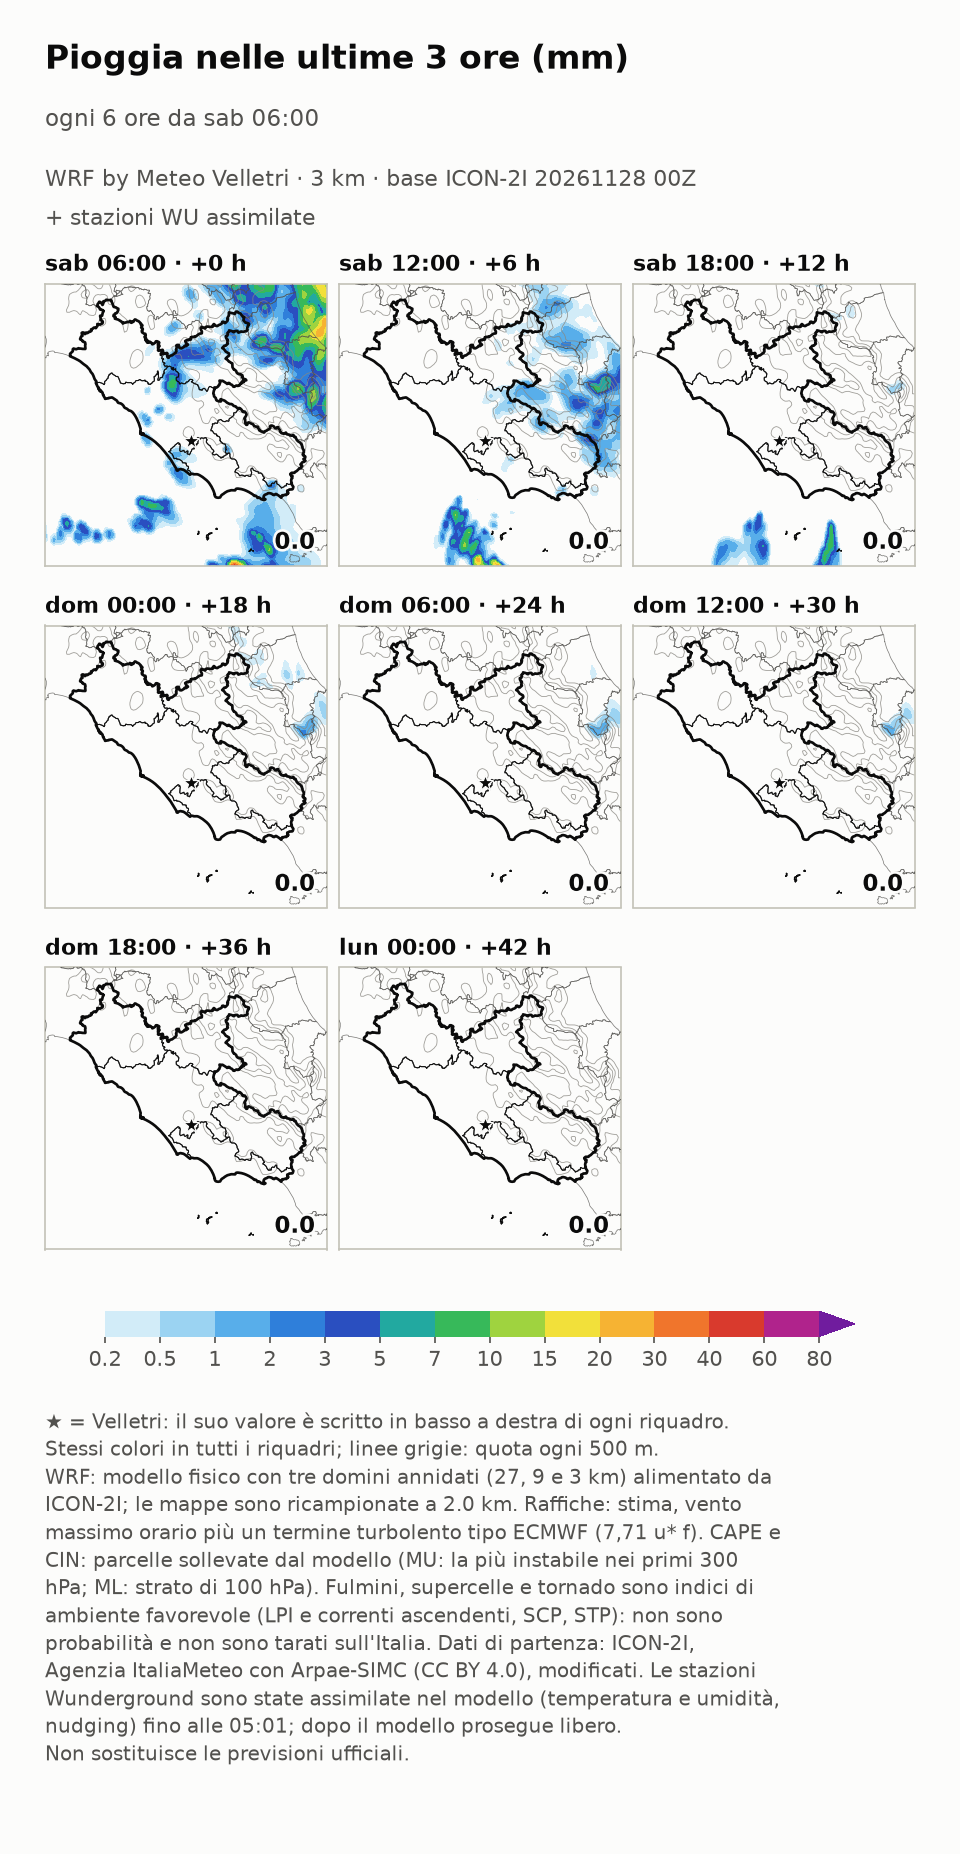 Pioggia nelle ultime 3 ore (mm)
ogni 6 ore da sab 06:00
WRF by Meteo Velletri · 3 km · base ICON-2I 20261128 00Z
+ stazioni WU assimilate
sab 06:00 · +0 h
sab 12:00 · +6 h
sab 18:00 · +12 h
0.0
0.0
0.0
dom 00:00 · +18 h
dom 06:00 · +24 h
dom 12:00 · +30 h
0.0
0.0
0.0
dom 18:00 · +36 h
lun 00:00 · +42 h
0.0
0.0
0.2 0.5 1 2 3 5 7 10 15 20 30 40 60 80
★ = Velletri: il suo valore è scritto in basso a destra di ogni riquadro.
Stessi colori in tutti i riquadri; linee grigie: quota ogni 500 m.
WRF: modello fisico con tre domini annidati (27, 9 e 3 km) alimentato da
ICON-2I; le mappe sono ricampionate a 2.0 km. Raffiche: stima, vento
massimo orario più un termine turbolento tipo ECMWF (7,71 u* f). CAPE e
CIN: parcelle sollevate dal modello (MU: la più instabile nei primi 300
hPa; ML: strato di 100 hPa). Fulmini, supercelle e tornado sono indici di
ambiente favorevole (LPI e correnti ascendenti, SCP, STP): non sono
probabilità e non sono tarati sull'Italia. Dati di partenza: ICON-2I,
Agenzia ItaliaMeteo con Arpae-SIMC (CC BY 4.0), modificati. Le stazioni
Wunderground sono state assimilate nel modello (temperatura e umidità,
nudging) fino alle 05:01; dopo il modello prosegue libero.
Non sostituisce le previsioni ufficiali.